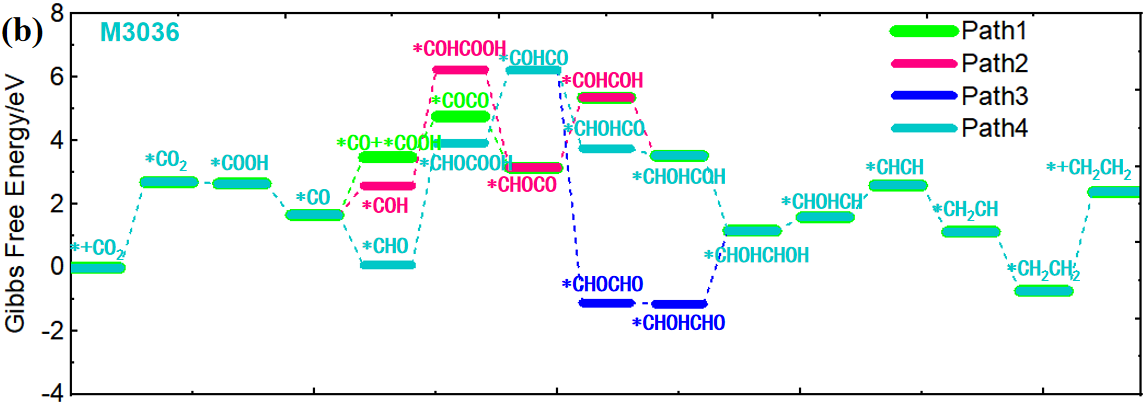 (b)
M3036
8
6
4
2
0
-2
-4
Gibbs Free Energy/eV
Path1
Path2
Path3
Path4
*+CO₂
*CO₂
*COOH
*CO
*CO+*COOH
*COH
*CHO
*COHCOOH
*COCO
*CHOCOOH
*COHCO
*CHOCO
*COHCOH
*CHOHCO
*CHOCHO
*CHOHCOH
*CHOHCHO
*CHOHCHOH
*CHOHCH
*CHCH
*CH₂CH
*CH₂CH₂
*+CH₂CH₂